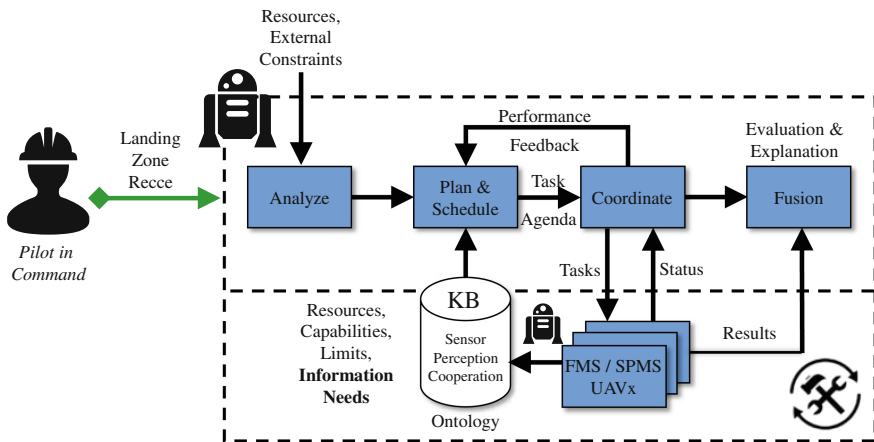 Resources,
External
Constraints
Landing
Zone
Recce
Pilot in
Command
Analyze
Performance
Feedback
Plan &
Schedule
Task
Agenda
Coordinate
Evaluation &
Explanation
Fusion
Tasks
Status
Resources,
Capabilities,
Limits,
Information
Needs
KB
Sensor
Perception
Cooperation
Ontology
FMS / SPMS
UAVx
Results